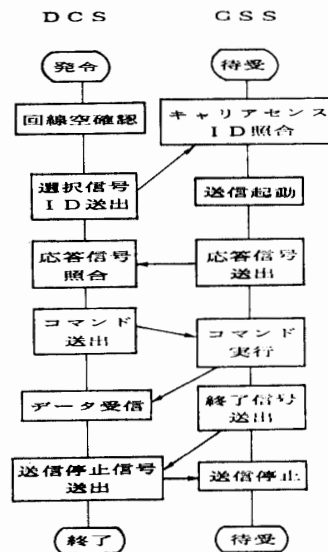 DCS
GSS
発令
待受
回線空確認
キャリアセンス
ID照合
選択信号
ID送出
送信起動
応答信号
照合
応答信号
送出
コマンド
送出
コマンド
実行
データ受信
終了信号
送出
送信停止信号
送出
送信停止
終了
待受